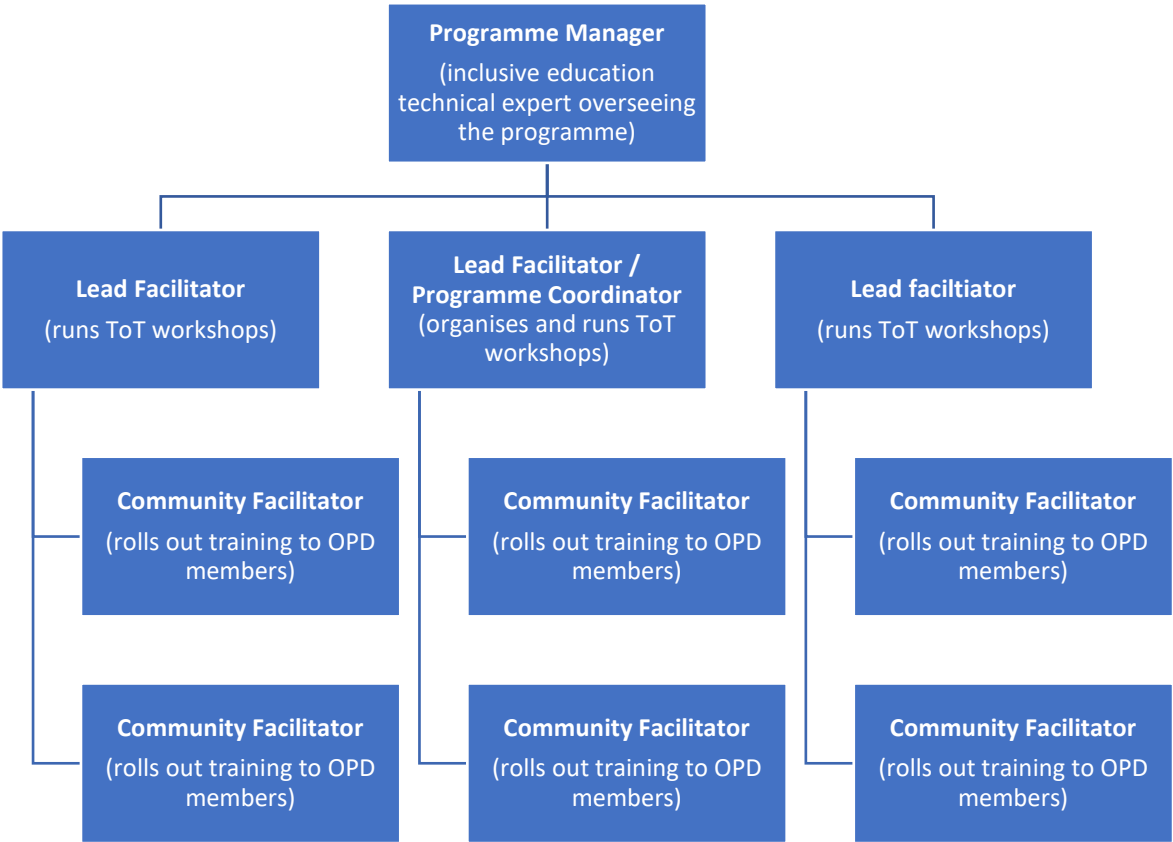 Programme Manager
(inclusive education
technical expert overseeing
the programme)
Lead Facilitator
(runs ToT workshops)
Lead Facilitator /
Programme Coordinator
(organises and runs ToT
workshops)
Lead faciltiator
(runs ToT workshops)
Community Facilitator
(rolls out training to OPD
members)
Community Facilitator
(rolls out training to OPD
members)
Community Facilitator
(rolls out training to OPD
members)
Community Facilitator
(rolls out training to OPD
members)
Community Facilitator
(rolls out training to OPD
members)
Community Facilitator
(rolls out training to OPD
members)